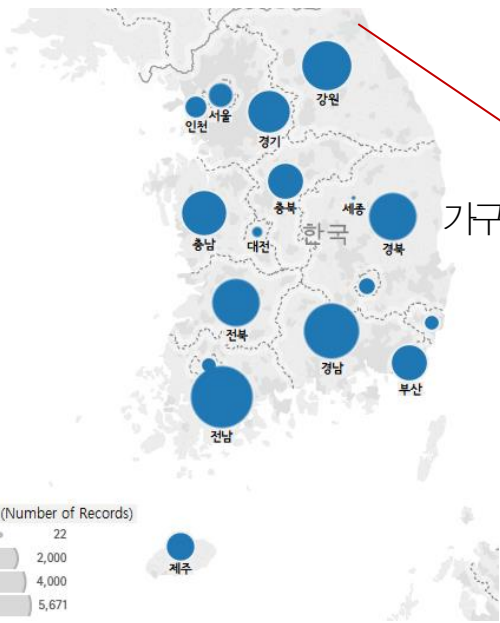 강원
서울
인천
경기
충북
세종
충남
대전
한국
경북
가구
전북
경남
부산
전남
(Number of Records)
22
2,000
4,000
5,671
제주